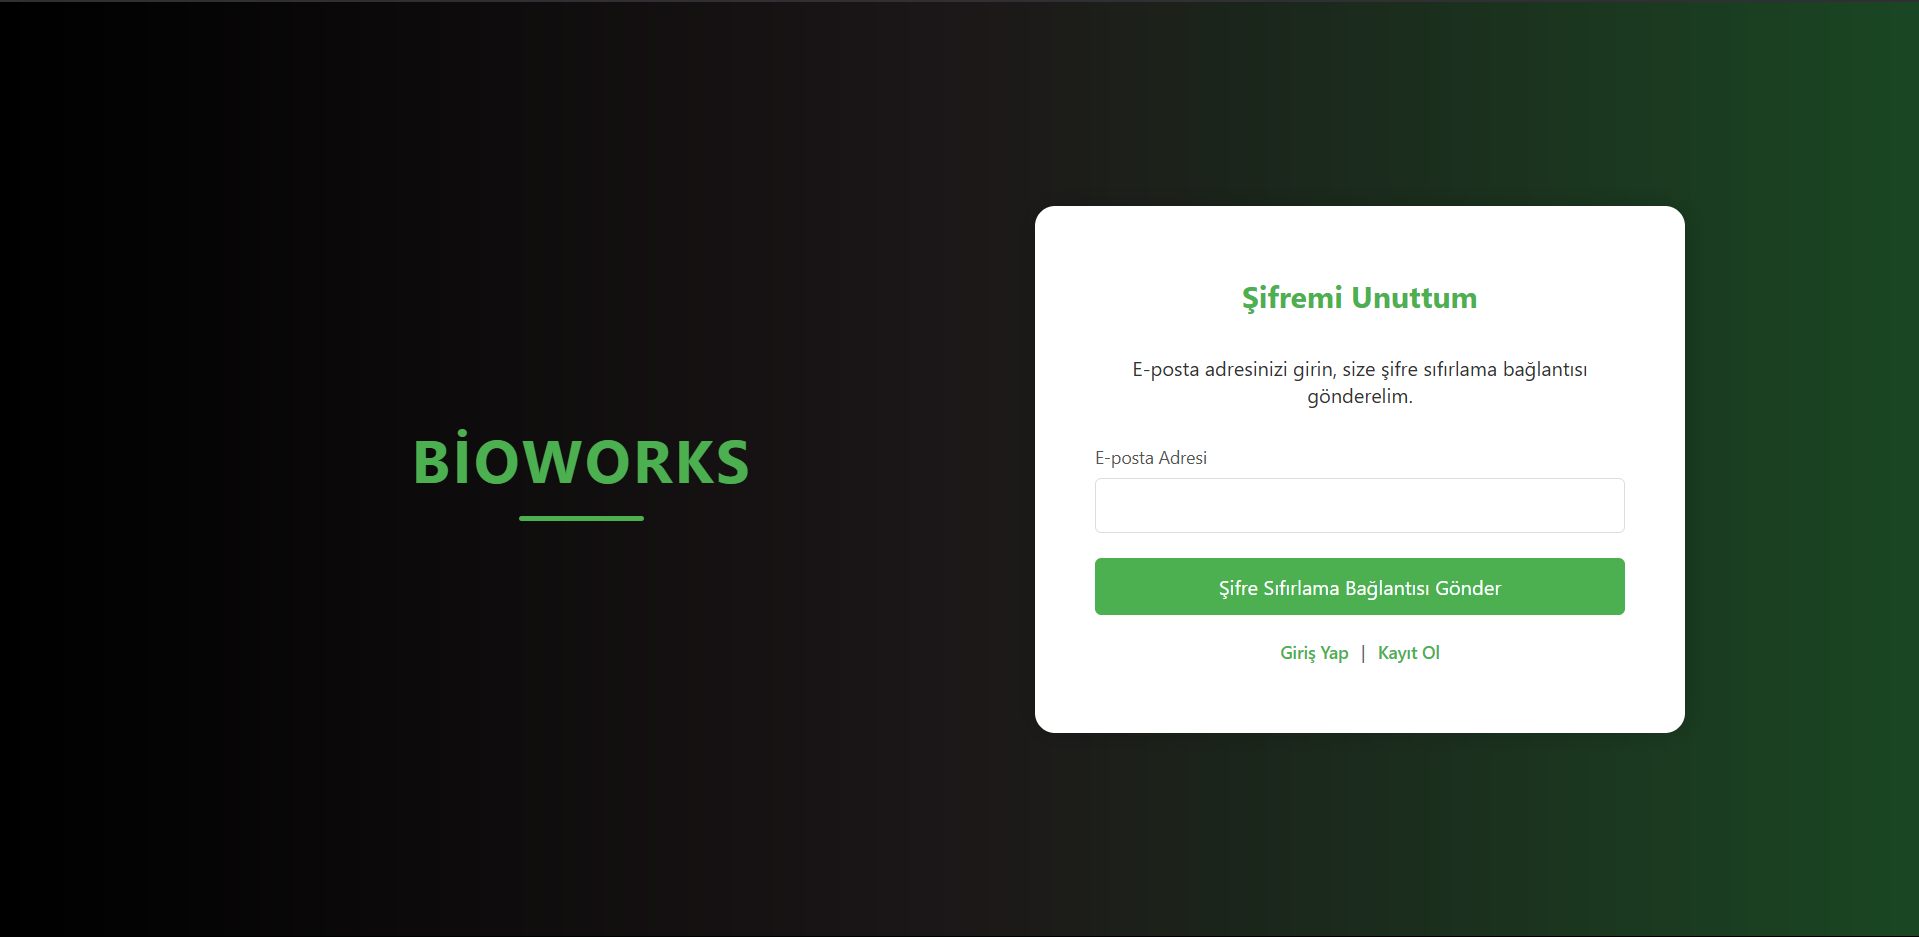 BİOWORKS
Şifremi Unuttum
E-posta adresinizi girin, size şifre sıfırlama bağlantısı
gönderelim.
E-posta Adresi
Şifre Sıfırlama Bağlantısı Gönder
Giriş Yap | Kayıt Ol